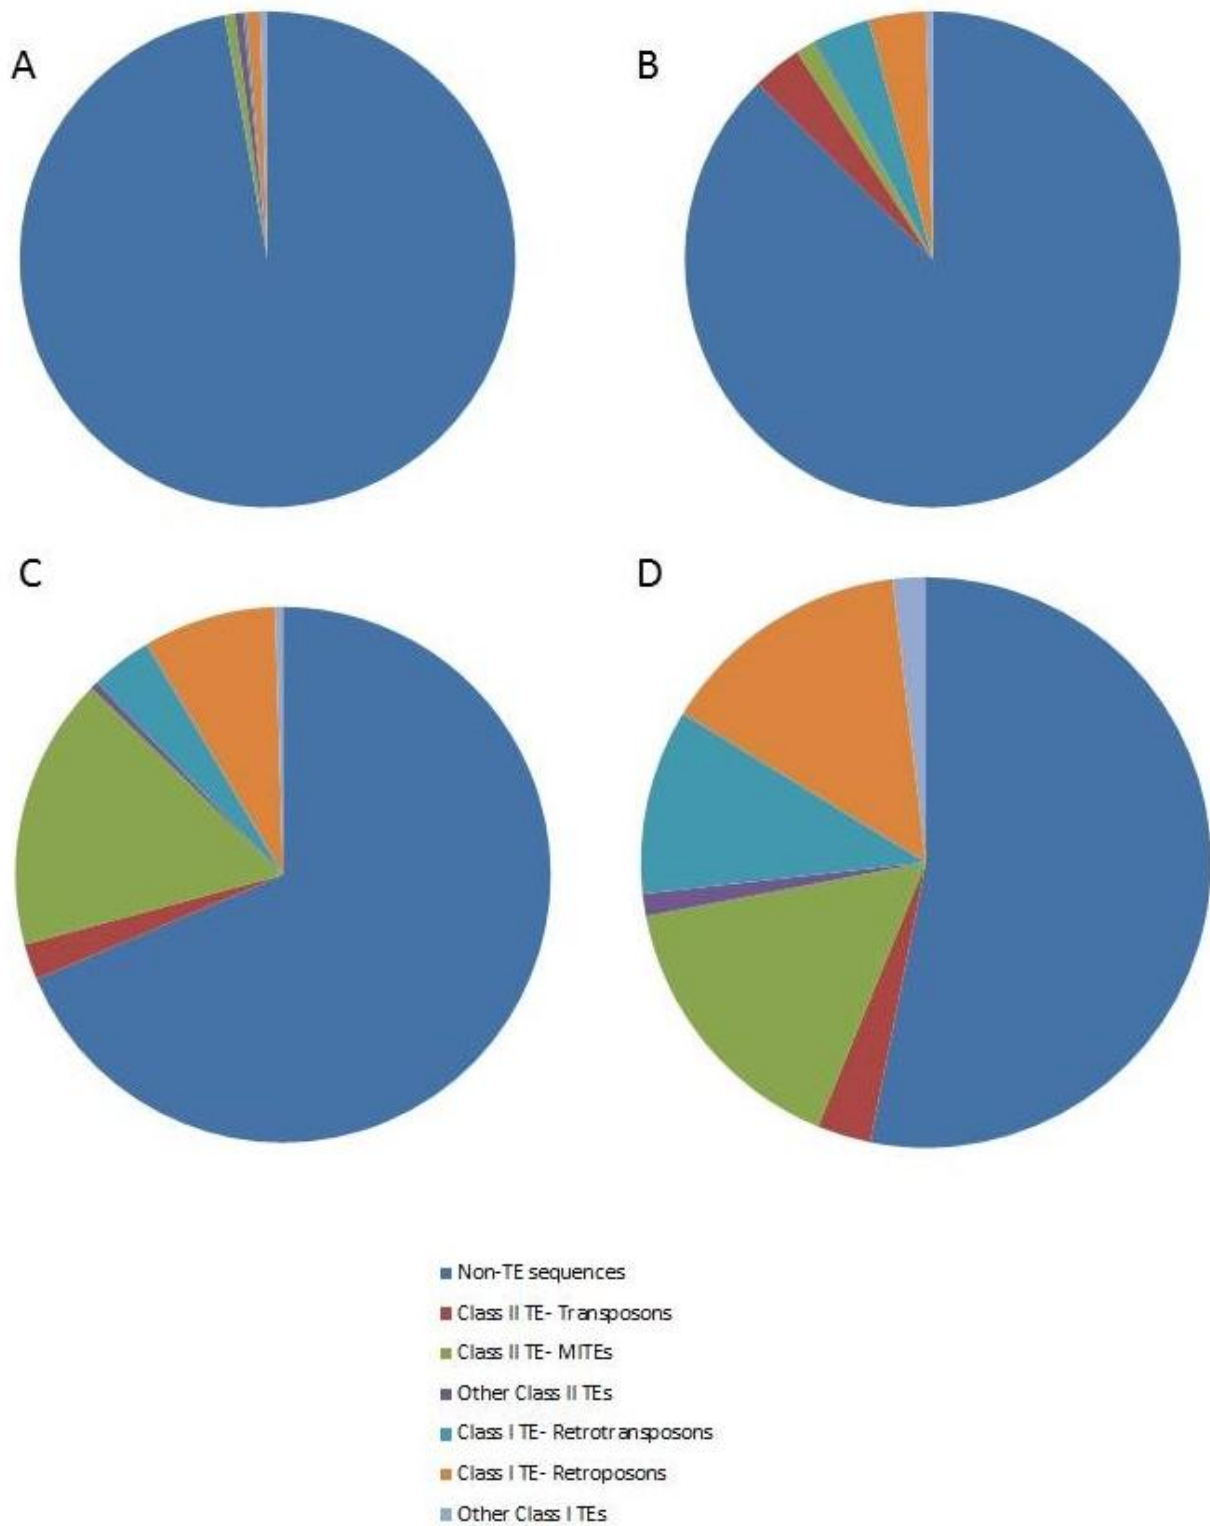 A
B
C
D
Non-TE sequences
Class II TE- Transposons
Class II TE- MITEs
Other Class II TEs
Class I TE- Retrotransposons
Class I TE- Retroposons
Other Class I TEs